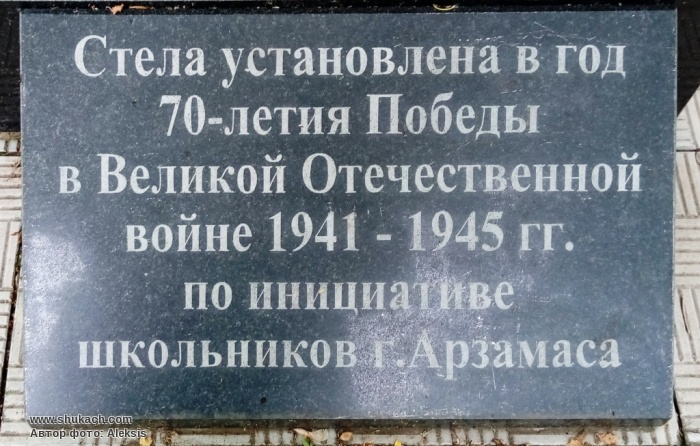 Стела установлена в год
70-летия Победы
в Великой Отечественной
войне 1941 - 1945 гг.
по инициативе
школьников г.Арзамаса
www.shukach.com
Автор фото: Aleksis